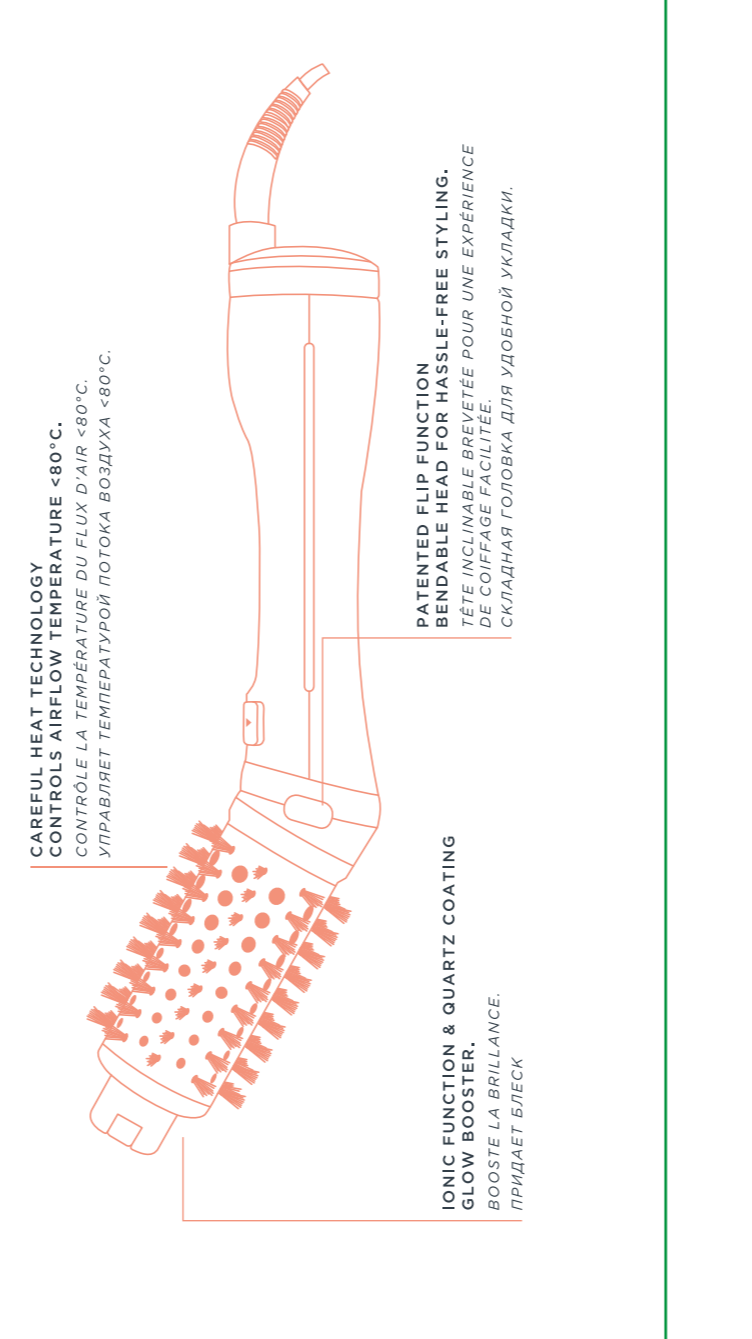 CAREFUL HEAT TECHNOLOGY
CONTROLS AIRFLOW TEMPERATURE <80°C.
CONTRÔLE LA TEMPÉRATURE DU FLUX D'AIR <80°C.
УПРАВЛЯЕТ ТЕМПЕРАТУРОЙ ПОТОКА ВОЗДУХА <80°C.
PATENTED FLIP FUNCTION
BENDABLE HEAD FOR HASSLE-FREE STYLING.
TÊTE INCLINABLE BREVETÉE POUR UNE EXPÉRIENCE
DE COIFFAGE FACILITÉE.
СКЛАДНАЯ ГОЛОВКА ДЛЯ УДОБНОЙ УКЛАДКИ.
IONIC FUNCTION & QUARTZ COATING
GLOW BOOSTER.
BOOSTE LA BRILLANCE.
ПРИДАЕТ БЛЕСК